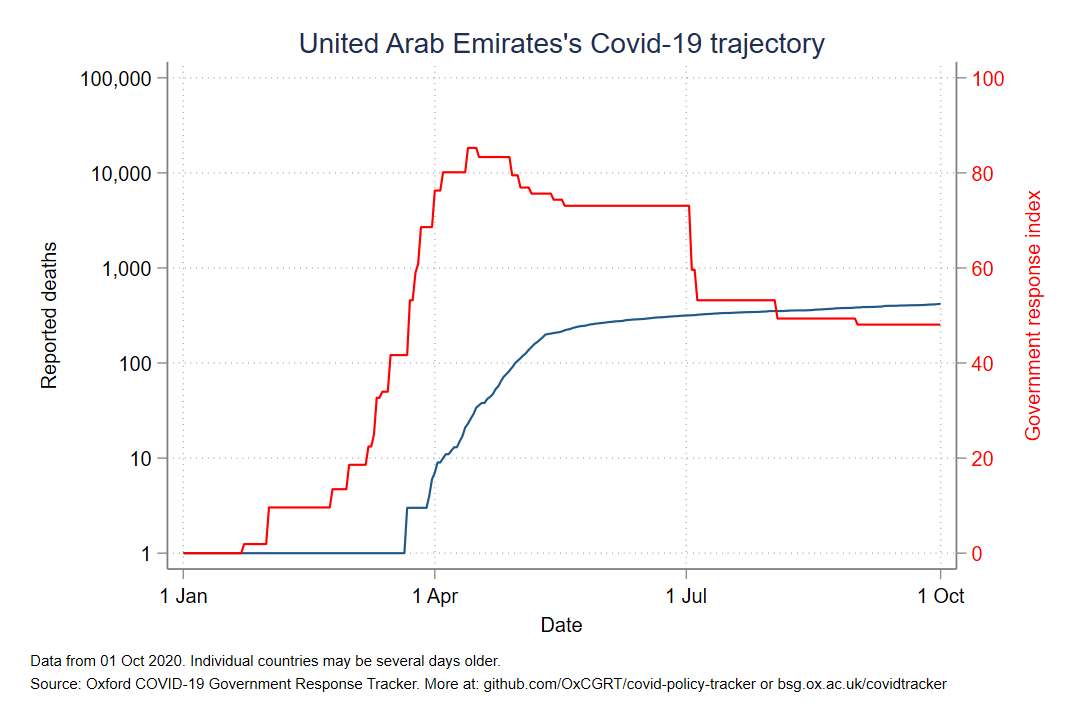 United Arab Emirates's Covid-19 trajectory
100,000
10,000
1,000
100
10
1
Reported deaths
100
80
60
40
20
0
Government response index
1 Jan
1 Apr
1 Jul
1 Oct
Date
Data from 01 Oct 2020. Individual countries may be several days older.
Source: Oxford COVID-19 Government Response Tracker. More at: github.com/OxCGRT/covid-policy-tracker or bsg.ox.ac.uk/covidtracker